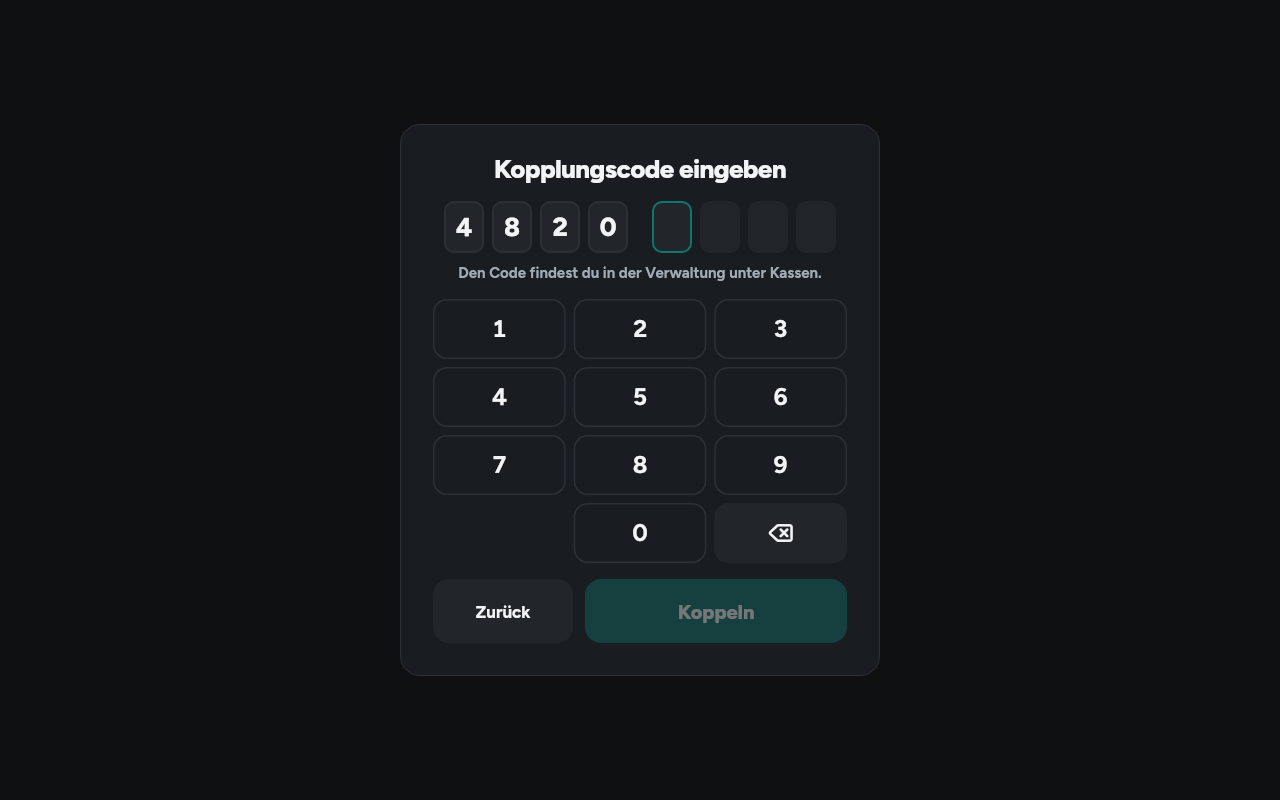 Kopplungscode eingeben
4 8 2 0
Den Code findest du in der Verwaltung unter Kassen.
1 2 3
4 5 6
7 8 9
0
Zurück Koppeln